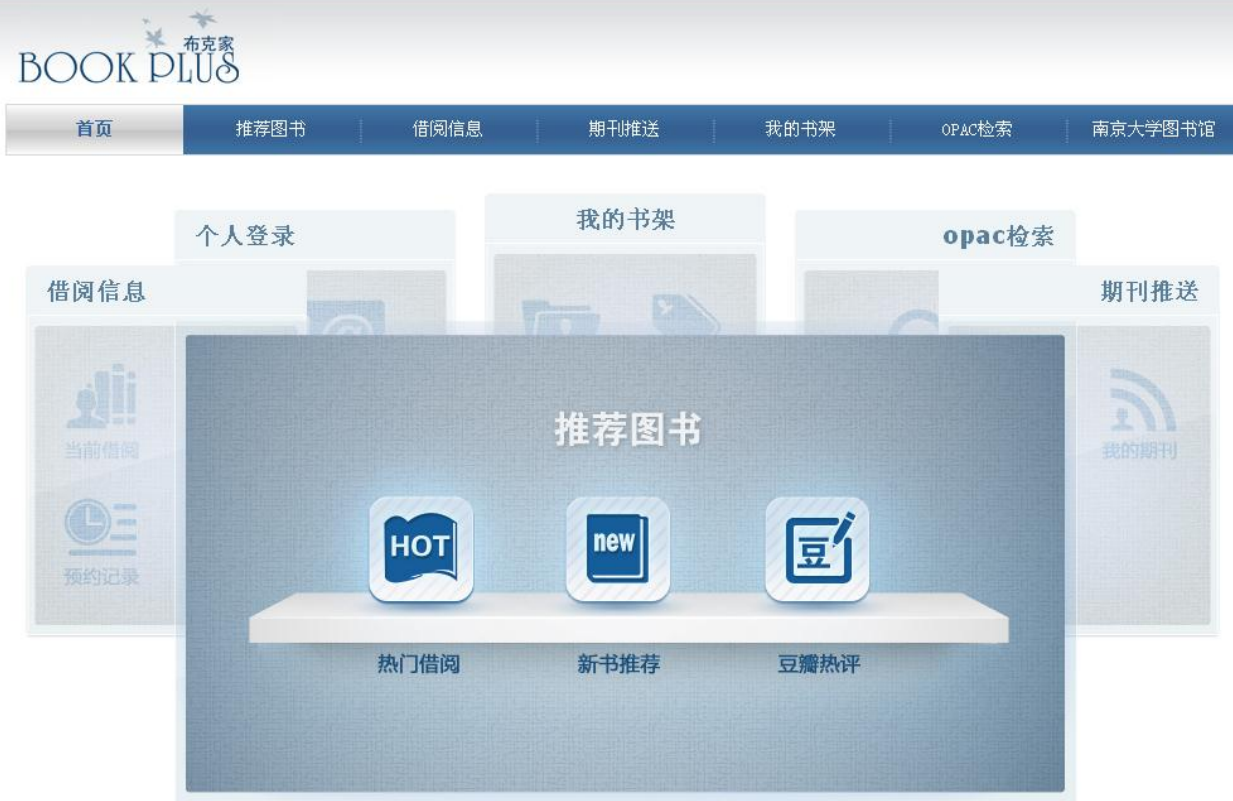 布克家
BOOK PLUS
首页 推荐图书 借阅信息 期刊推送 我的书架 OPAC检索 南京大学图书馆
我的书架
个人登录 opac检索
借阅信息 期刊推送
@
当前借阅 我的期刊
预约记录
推荐图书
HOT new 豆
热门借阅 新书推荐 豆瓣热评